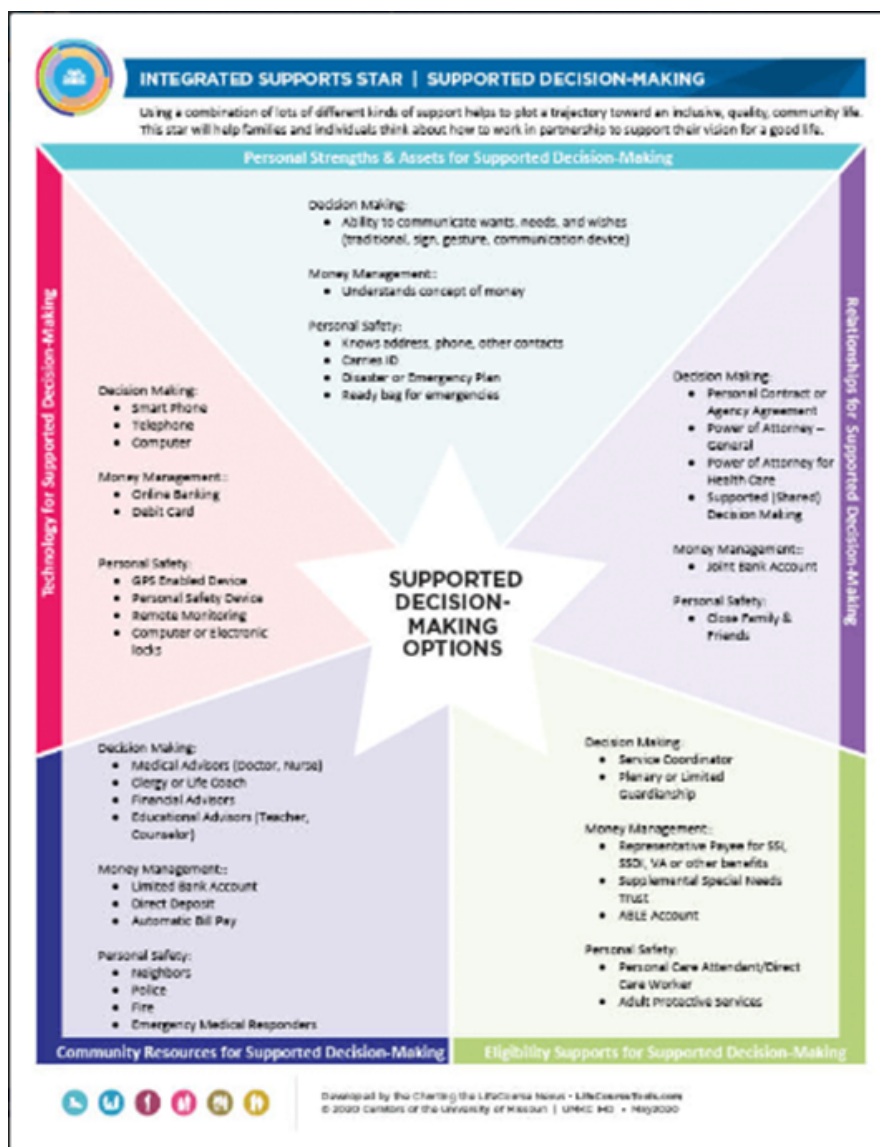 INTEGRATED SUPPORTS STAR | SUPPORTED DECISION-MAKING
Using a combination of lots of different kinds of support helps to plot a trajectory toward an inclusive, quality, community life.
This star will help families and individuals think about how to work in partnership to support their vision for a good life.
Personal Strengths & Assets for Supported Decision-Making
Decision Making:
• Ability to communicate wants, needs, and wishes
(traditional, sign, gesture, communication device)
Money Management::
• Understands concept of money
Personal Safety:
• Knows address, phone, other contacts
• Carries ID
• Disaster or Emergency Plan
• Ready bag for emergencies
Technology for Supported Decision-Making
Decision Making:
• Smart Phone
• Telephone
• Computer
Money Management::
• Online Banking
• Debit Card
Personal Safety:
• GPS Enabled Device
• Personal Safety Device
• Remote Monitoring
• Computer or Electronic
locks
Relationships for Supported Decision-Making
Decision Making:
• Personal Contract or
Agency Agreement
• Power of Attorney –
General
• Power of Attorney for
Health Care
• Supported (Shared)
Decision Making
Money Management::
• Joint Bank Account
Personal Safety:
• Close Family &
Friends
SUPPORTED
DECISION-
MAKING
OPTIONS
Decision Making:
• Medical Advisors (Doctor, Nurse)
• Clergy or Life Coach
• Financial Advisors
• Educational Advisors (Teacher,
Counselor)
Money Management::
• Limited Bank Account
• Direct Deposit
• Automatic Bill Pay
Personal Safety:
• Neighbors
• Police
• Fire
• Emergency Medical Responders
Community Resources for Supported Decision-Making
Decision Making:
• Service Coordinator
• Plenary or Limited
Guardianship
Money Management::
• Representative Payee for SSI,
SSDI, VA or other benefits
• Supplemental Special Needs
Trust
• ABLE Account
Personal Safety:
• Personal Care Attendant/Direct
Care Worker
• Adult Protective Services
Eligibility Supports for Supported Decision-Making
Developed by the Charting the LifeCourse Nexus • LifeCourseTools.com
© 2020 Curators of the University of Missouri | UMKC IHD • May2020